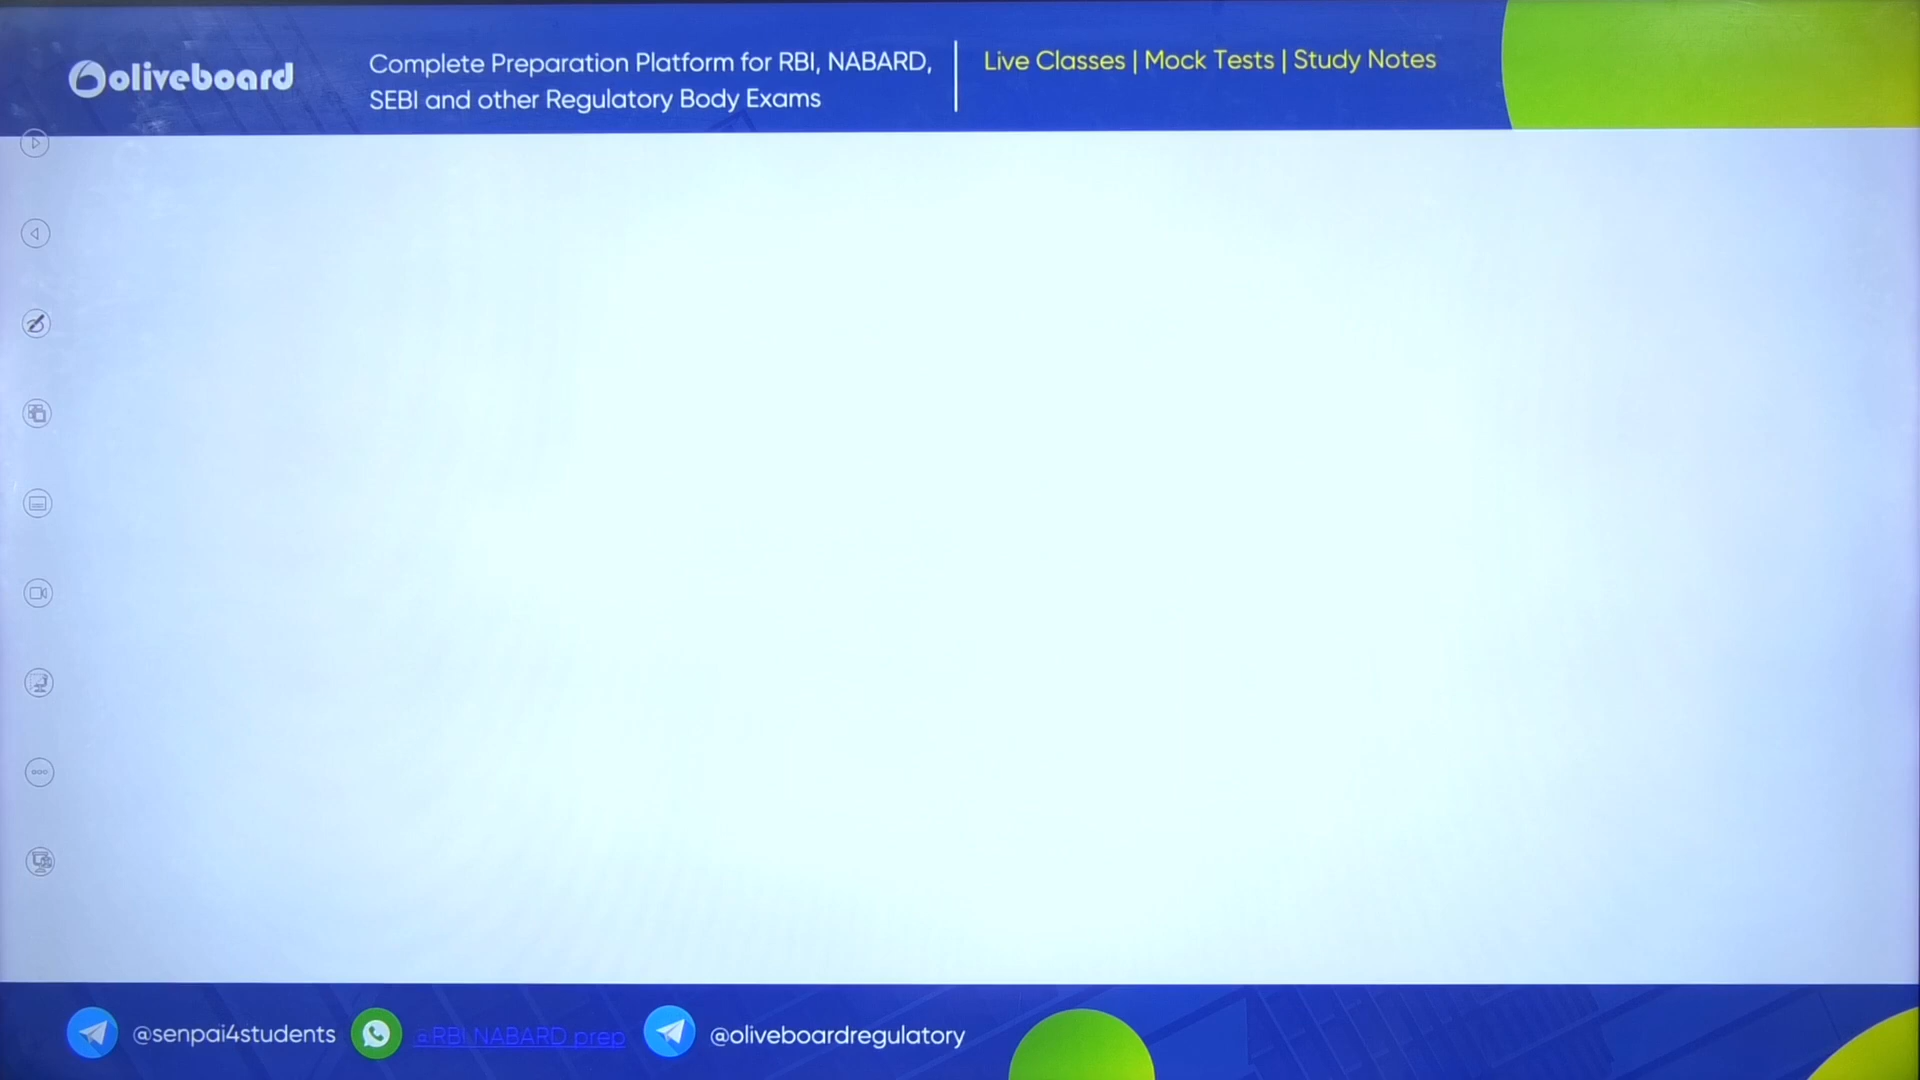 oliveboard
Complete Preparation Platform for RBI, NABARD,
SEBI and other Regulatory Body Exams
Live Classes | Mock Tests | Study Notes
@senpai4students
@RBI NABARD prep
@oliveboardregulatory